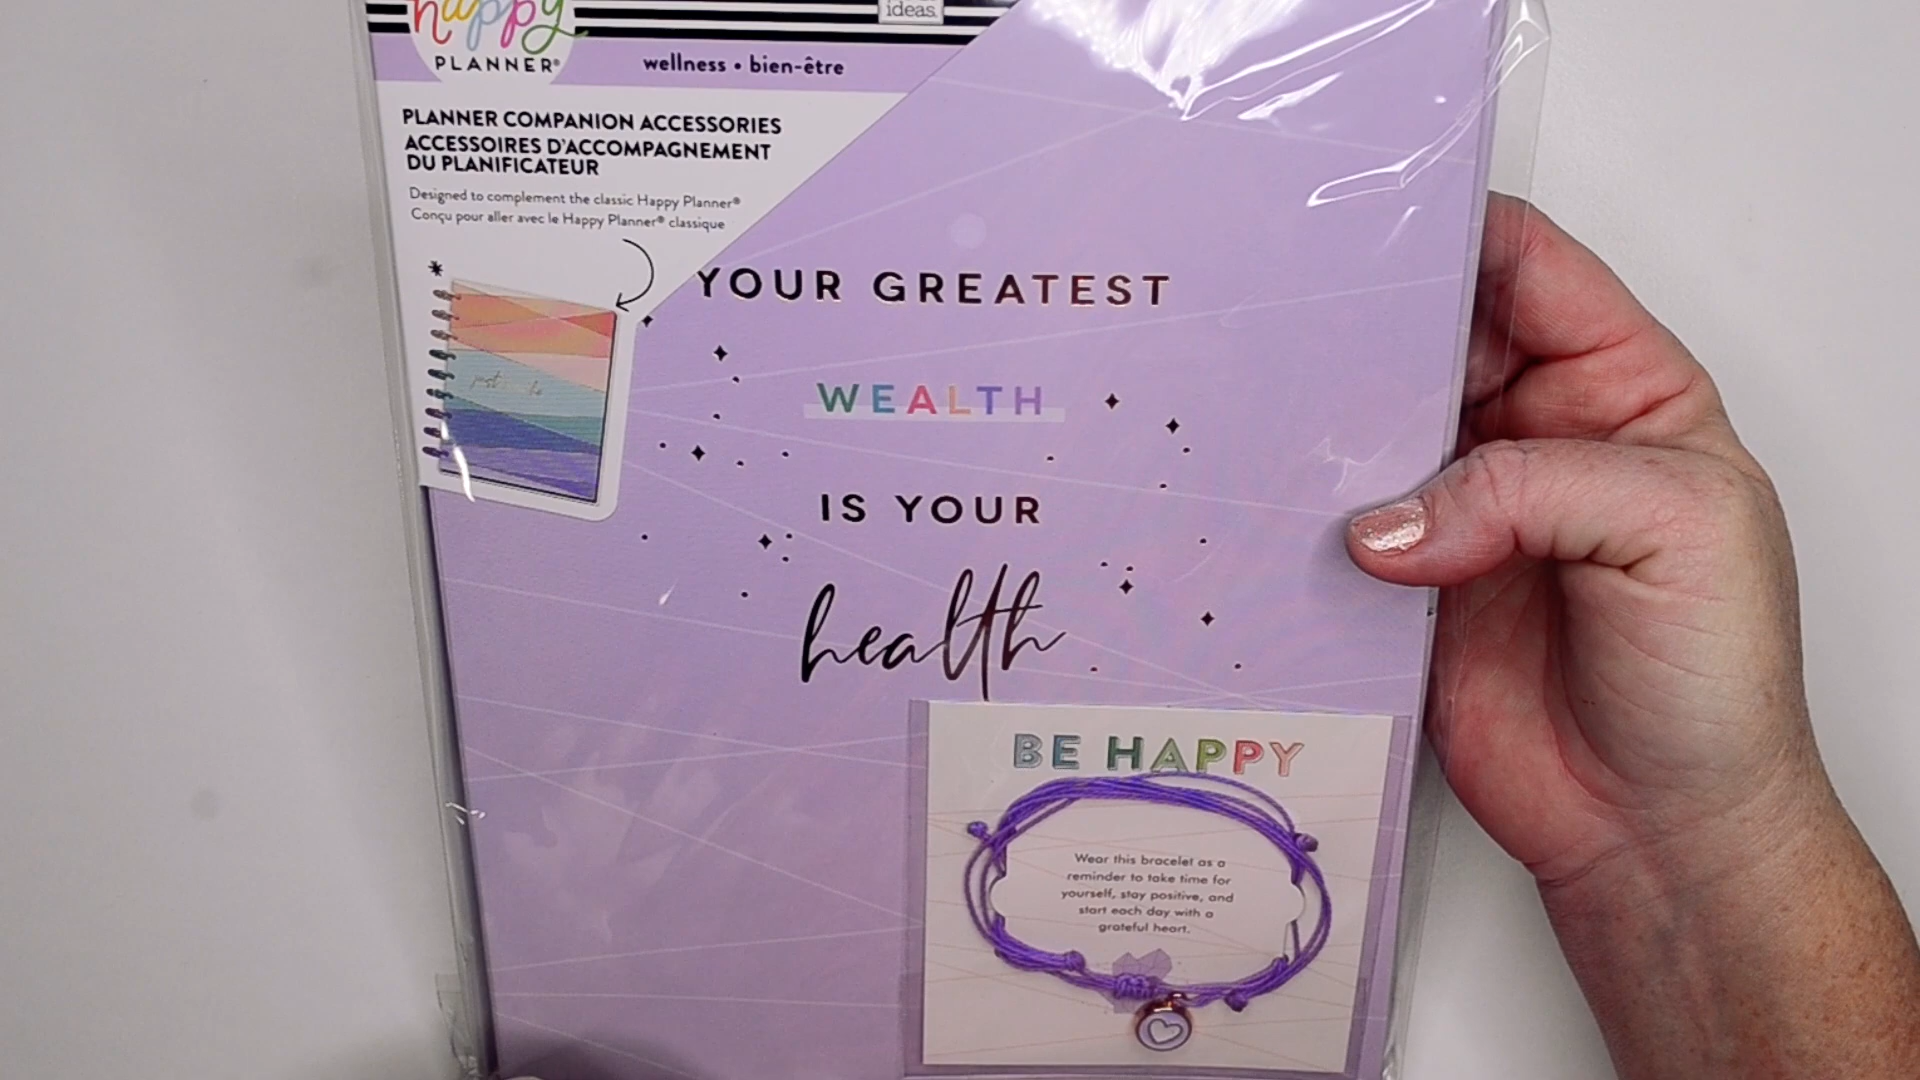 happy
PLANNER®
ideas.
wellness • bien-être
PLANNER COMPANION ACCESSORIES
ACCESSOIRES D'ACCOMPAGNEMENT
DU PLANIFICATEUR
Designed to complement the classic Happy Planner®
Conçu pour aller avec le Happy Planner® classique
YOUR GREATEST
WEALTH
IS YOUR
health
BE HAPPY
Wear this bracelet as a
reminder to take time for
yourself, stay positive, and
start each day with a
grateful heart.